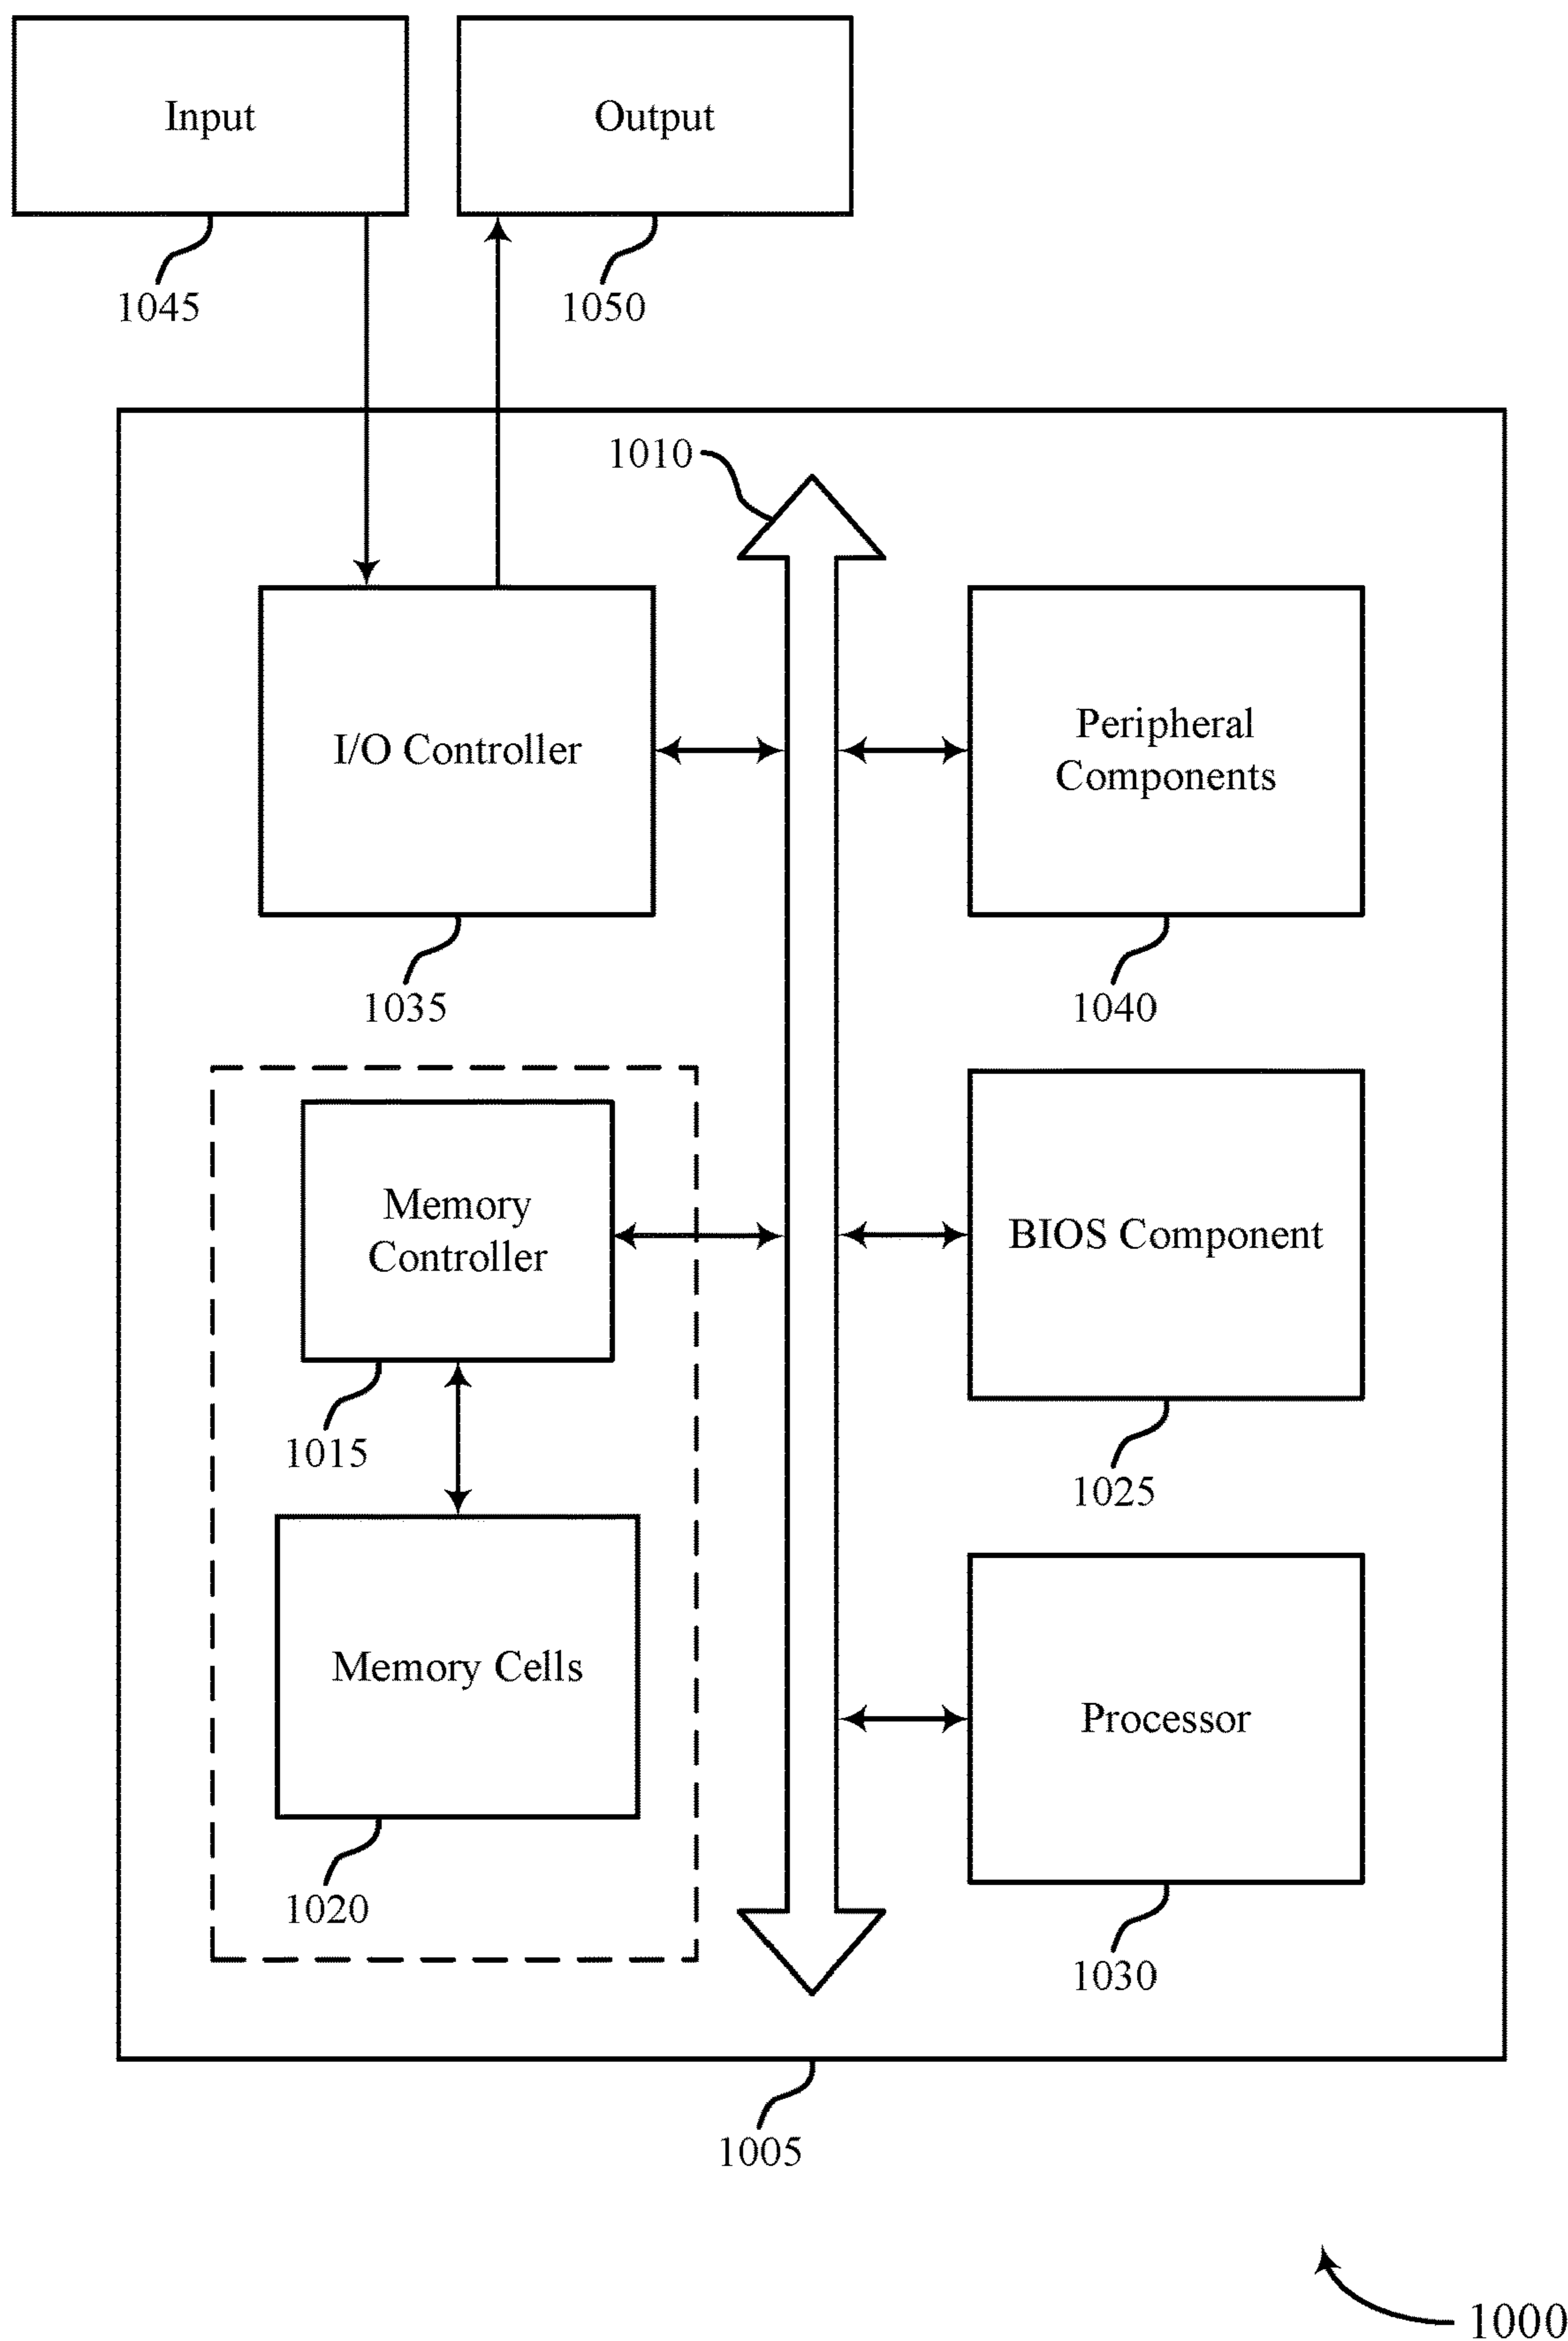 Input
Output
1045
1050
1010
I/O Controller
Peripheral
Components
1035
1040
Memory
Controller
BIOS Component
1015
1025
Memory Cells
Processor
1020
1030
1005
1000